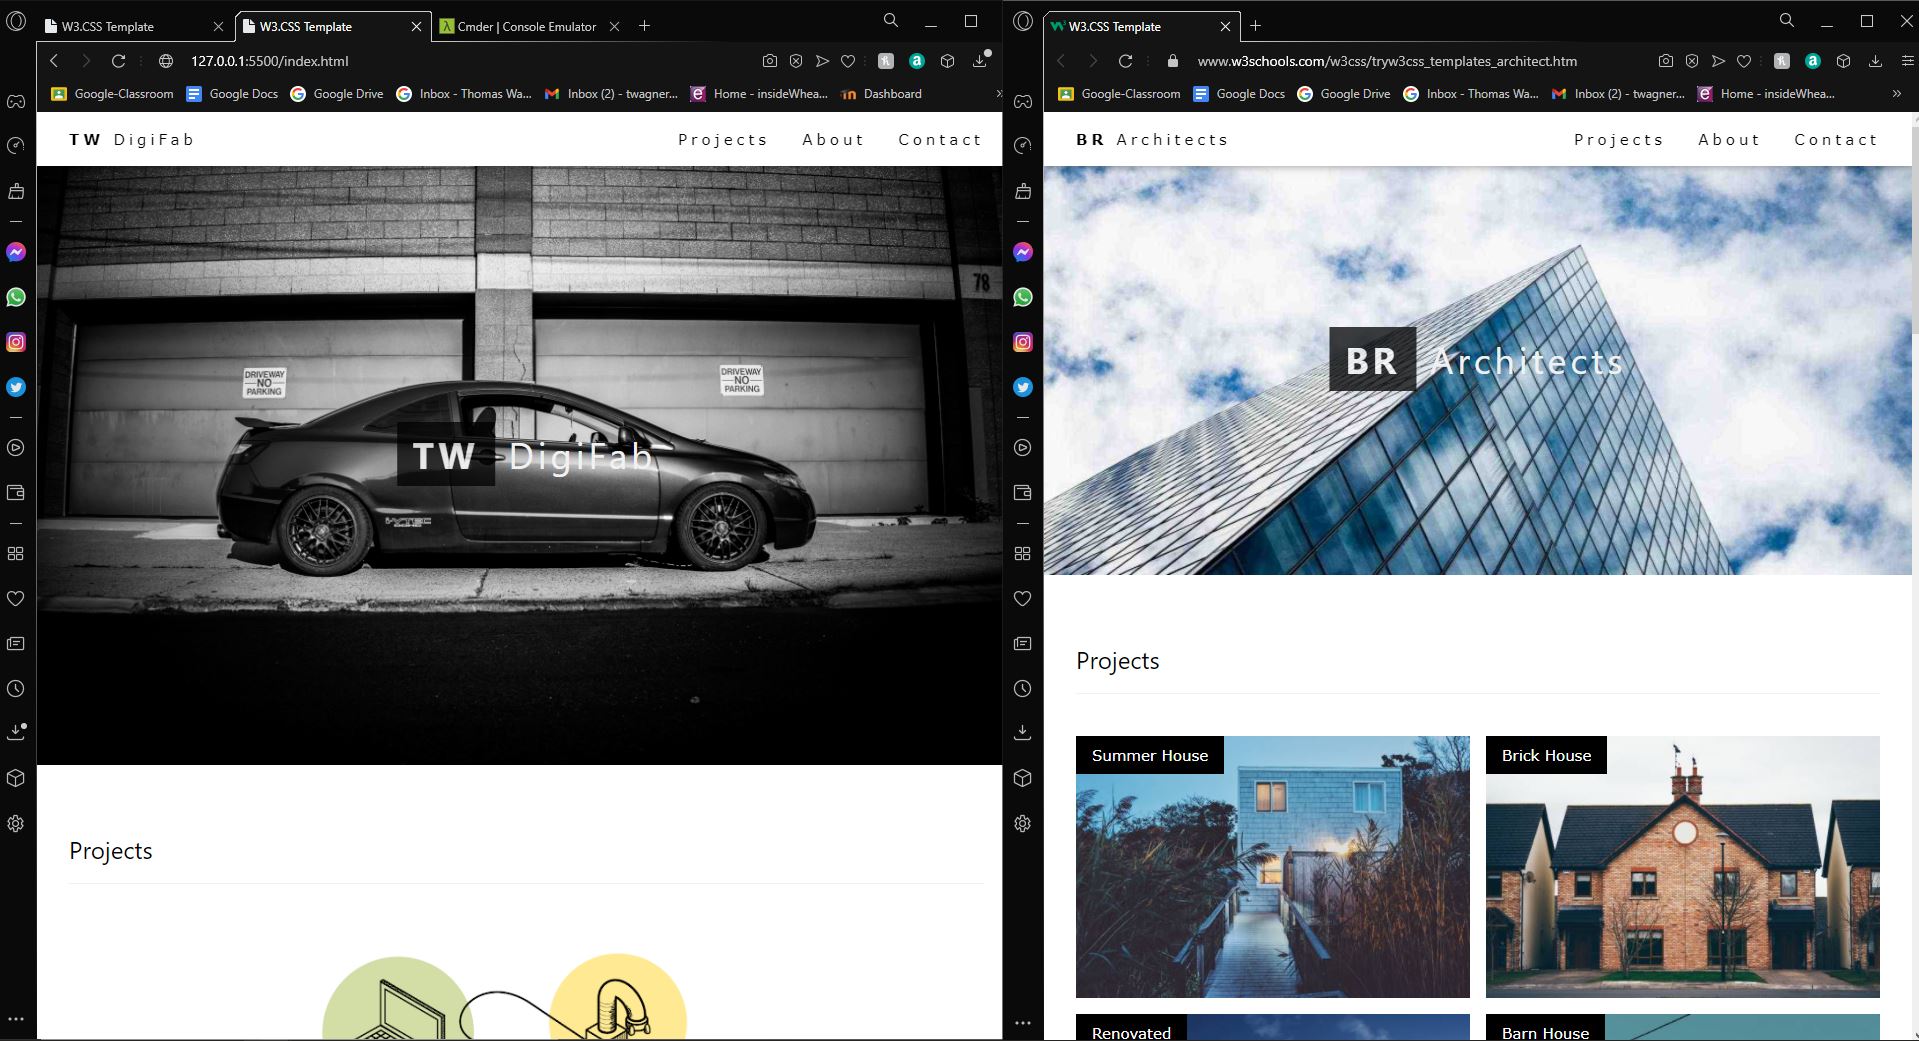 W3.CSS Template
W3.CSS Template
Cmder | Console Emulator
127.0.0.1:5500/index.html
Google-Classroom
Google Docs
Google Drive
Inbox - Thomas Wa...
Inbox (2) - twagner...
Home - insideWhea...
Dashboard
TW DigiFab
Projects
About
Contact
78
DRIVEWAY
NO
PARKING
DRIVEWAY
NO
PARKING
TW DigiFab
Projects
W3.CSS Template
www.w3schools.com/w3css/tryw3css_templates_architect.htm
Google-Classroom
Google Docs
Google Drive
Inbox - Thomas Wa...
Inbox (2) - twagner...
Home - insideWhea...
BR Architects
Projects
About
Contact
BR Architects
Projects
Summer House
Brick House
Renovated
Barn House